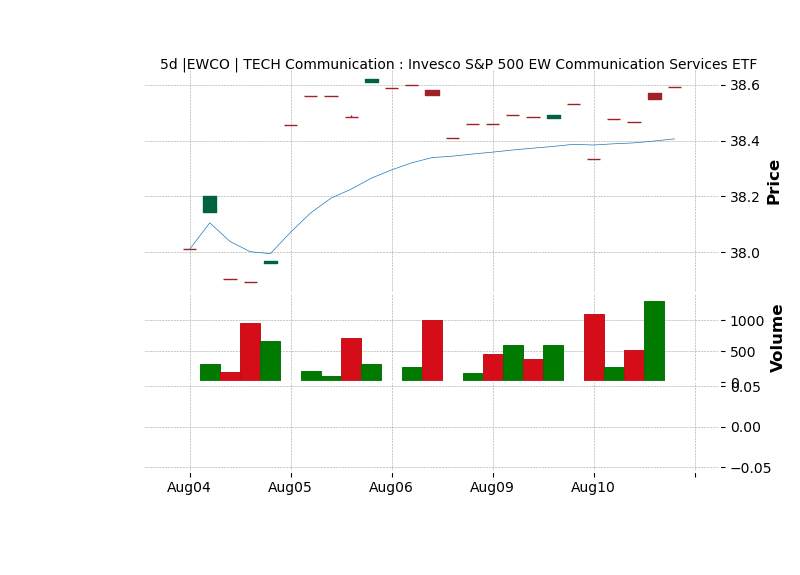 5d |EWCO | TECH Communication : Invesco S&P 500 EW Communication Services ETF
38.6
38.4
38.2
38.0
Price
1000
500
0
Volume
0.05
0.00
−0.05
Aug04 Aug05 Aug06 Aug09 Aug10